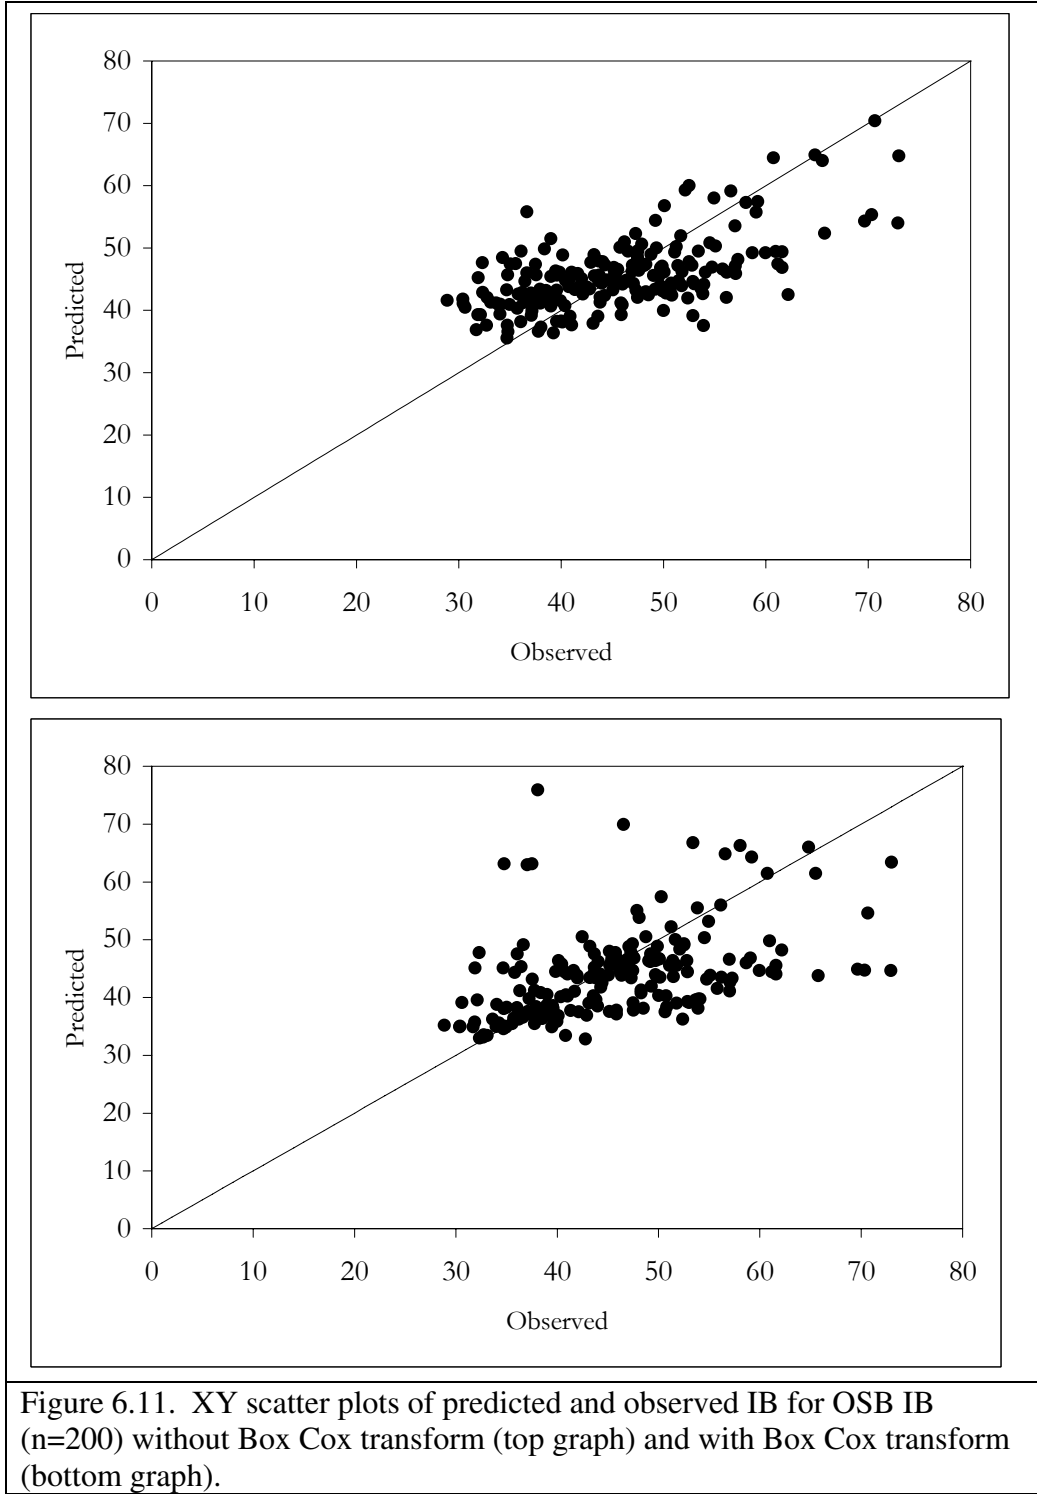 80
70
60
50
40
30
20
10
0
Predicted
0 10 20 30 40 50 60 70 80
Observed
80
70
60
50
40
30
20
10
0
Predicted
0 10 20 30 40 50 60 70 80
Observed
Figure 6.11. XY scatter plots of predicted and observed IB for OSB IB
(n=200) without Box Cox transform (top graph) and with Box Cox transform
(bottom graph).